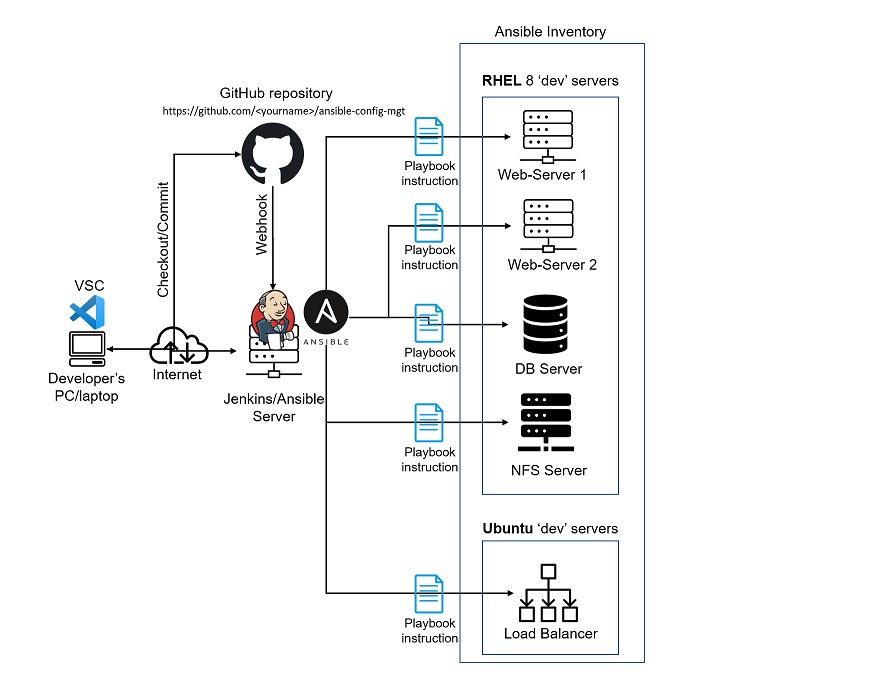 Ansible Inventory
RHEL 8 ‘dev’ servers
GitHub repository
https://github.com/<yourname>/ansible-config-mgt
Playbook
instruction
Web-Server 1
Checkout/Commit
Webhook
Playbook
instruction
Web-Server 2
VSC
Developer’s
PC/laptop
Internet
ANSIBLE
Jenkins/Ansible
Server
Playbook
instruction
DB Server
Playbook
instruction
NFS Server
Ubuntu ‘dev’ servers
Playbook
instruction
Load Balancer